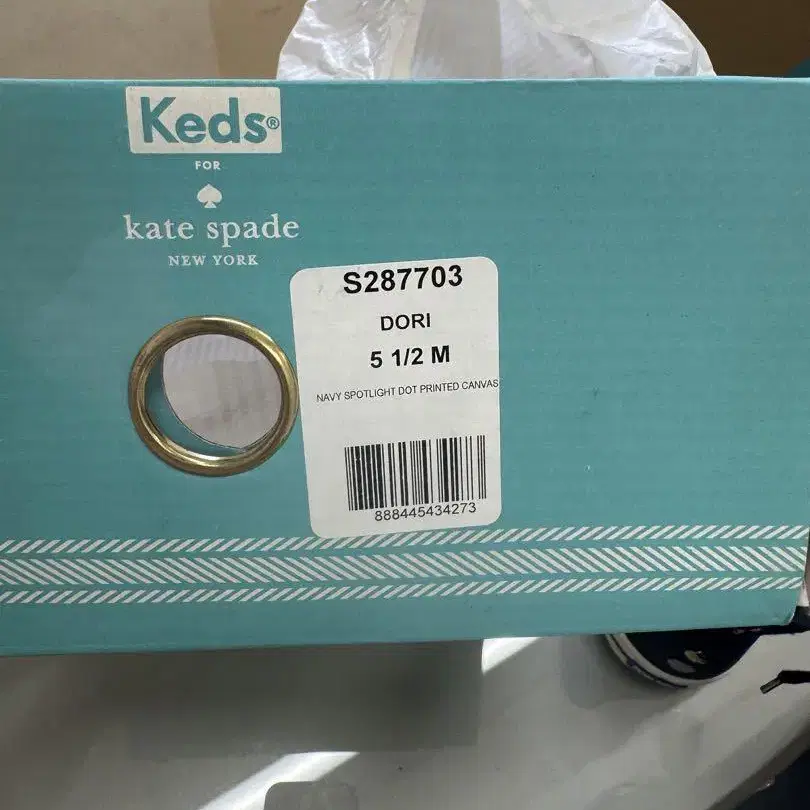 Keds®
FOR
kate spade
NEW YORK
S287703
DORI
5 1/2 M
NAVY SPOTLIGHT DOT PRINTED CANVAS
888445434273